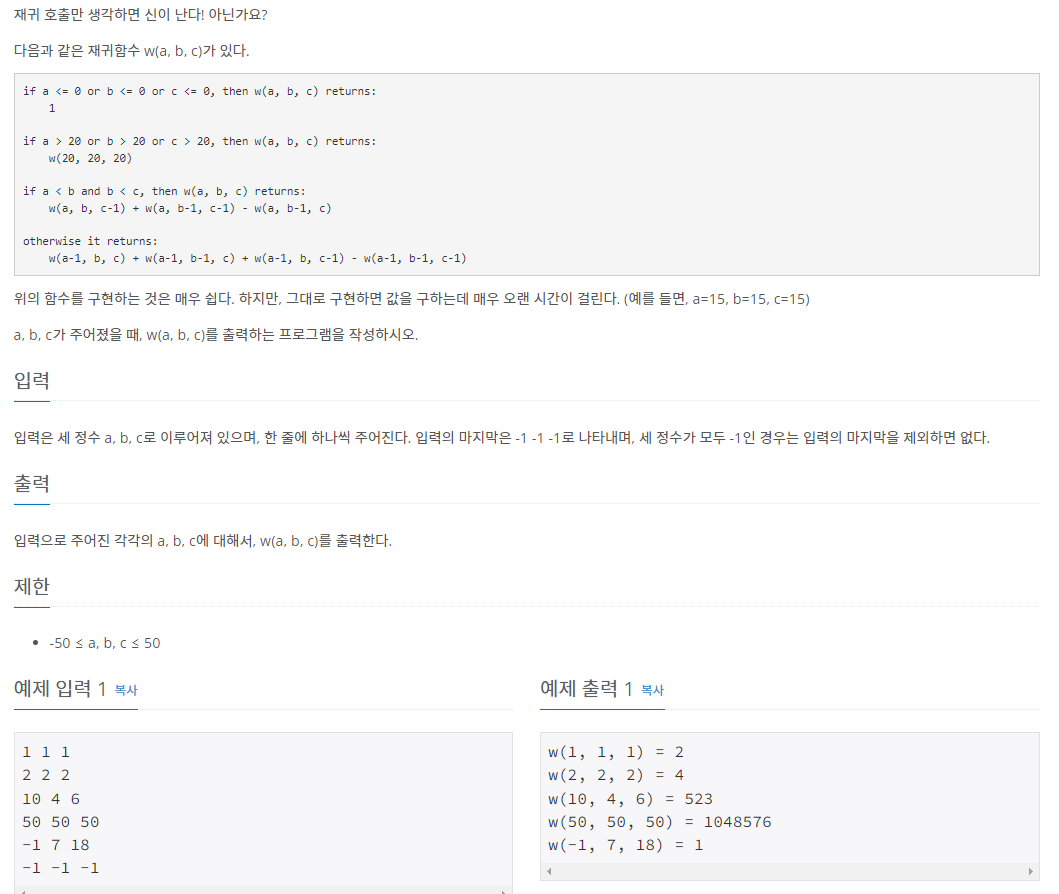 재귀 호출만 생각하면 신이 난다! 아닌가요?
다음과 같은 재귀함수 w(a, b, c)가 있다.
if a <= 0 or b <= 0 or c <= 0, then w(a, b, c) returns:
    1
if a > 20 or b > 20 or c > 20, then w(a, b, c) returns:
    w(20, 20, 20)
if a < b and b < c, then w(a, b, c) returns:
    w(a, b, c-1) + w(a, b-1, c-1) - w(a, b-1, c)
otherwise it returns:
    w(a-1, b, c) + w(a-1, b-1, c) + w(a-1, b, c-1) - w(a-1, b-1, c-1)
위의 함수를 구현하는 것은 매우 쉽다. 하지만, 그대로 구현하면 값을 구하는데 매우 오랜 시간이 걸린다. (예를 들면, a=15, b=15, c=15)
a, b, c가 주어졌을 때, w(a, b, c)를 출력하는 프로그램을 작성하시오.
입력
입력은 세 정수 a, b, c로 이루어져 있으며, 한 줄에 하나씩 주어진다. 입력의 마지막은 -1 -1 -1로 나타내며, 세 정수가 모두 -1인 경우는 입력의 마지막을 제외하면 없다.
출력
입력으로 주어진 각각의 a, b, c에 대해서, w(a, b, c)를 출력한다.
제한
• -50 ≤ a, b, c ≤ 50
예제 입력 1 복사
1 1 1
2 2 2
10 4 6
50 50 50
-1 7 18
-1 -1 -1
예제 출력 1 복사
w(1, 1, 1) = 2
w(2, 2, 2) = 4
w(10, 4, 6) = 523
w(50, 50, 50) = 1048576
w(-1, 7, 18) = 1